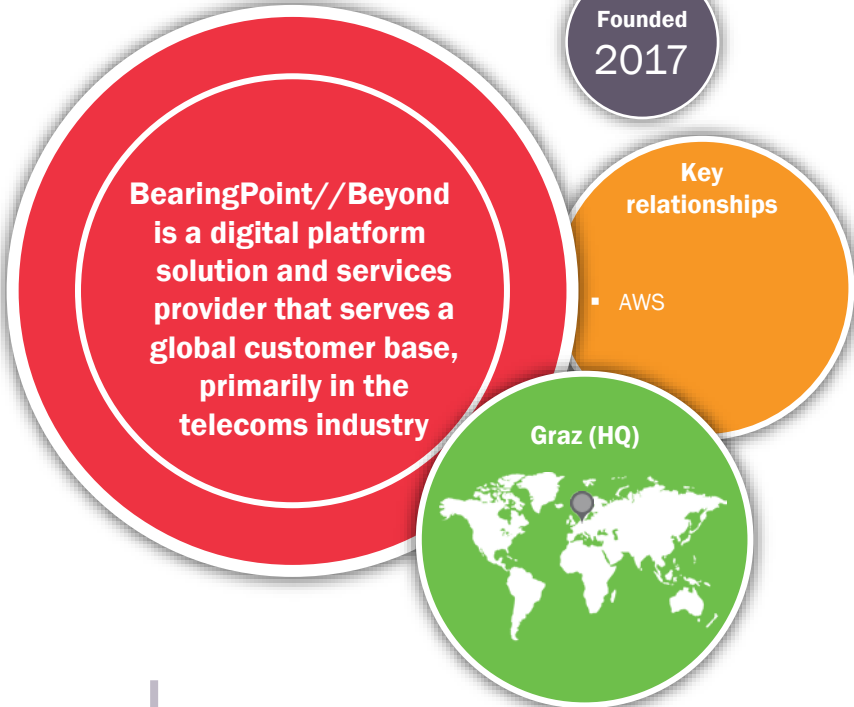 Founded
2017
BearingPoint//Beyond
is a digital platform
solution and services
provider that serves a
global customer base,
primarily in the
telecoms industry
Key
relationships
▪ AWS
Graz (HQ)